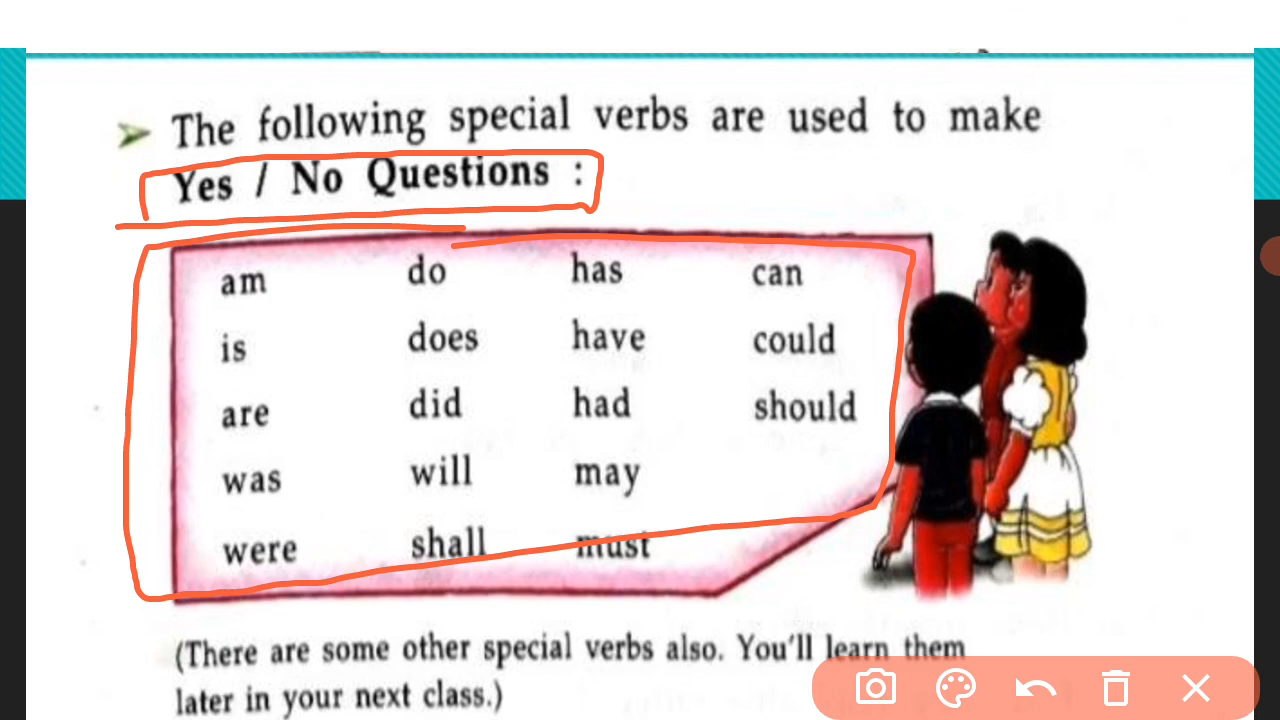 The following special verbs are used to make
Yes / No Questions :
am do has can
is does have could
are did had should
was will may
were shall must
(There are some other special verbs also. You'll learn them
later in your next class.)